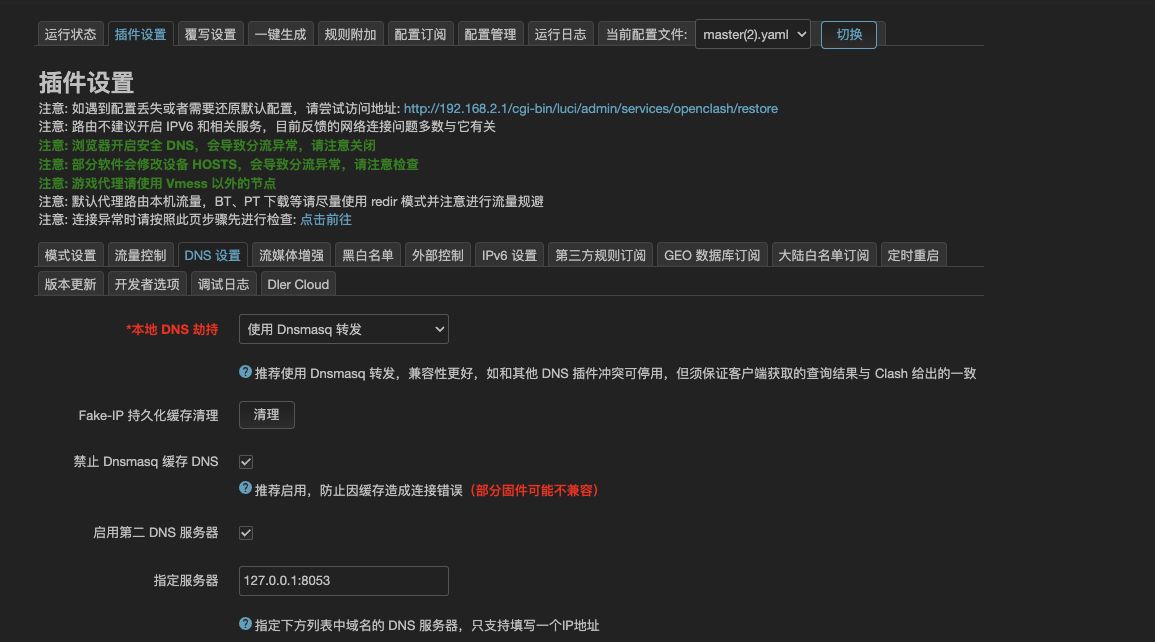 运行状态 插件设置 覆写设置 一键生成 规则附加 配置订阅 配置管理 运行日志 当前配置文件: master(2).yaml 切换
插件设置
注意: 如遇到配置丢失或者需要还原默认配置，请尝试访问地址: http://192.168.2.1/cgi-bin/luci/admin/services/openclash/restore
注意: 路由不建议开启 IPV6 和相关服务，目前反馈的网络连接问题多数与它有关
注意: 浏览器开启安全 DNS，会导致分流异常，请注意关闭
注意: 部分软件会修改设备 HOSTS，会导致分流异常，请注意检查
注意: 游戏代理请使用 Vmess 以外的节点
注意: 默认代理路由本机流量，BT、PT 下载等请尽量使用 redir 模式并注意进行流量规避
注意: 连接异常时请按照此页步骤先进行检查: 点击前往
模式设置 流量控制 DNS 设置 流媒体增强 黑白名单 外部控制 IPv6 设置 第三方规则订阅 GEO 数据库订阅 大陆白名单订阅 定时重启
版本更新 开发者选项 调试日志 Dler Cloud
*本地 DNS 劫持 使用 Dnsmasq 转发
推荐使用 Dnsmasq 转发，兼容性更好，如和其他 DNS 插件冲突可停用，但须保证客户端获取的查询结果与 Clash 给出的一致
Fake-IP 持久化缓存清理 清理
禁止 Dnsmasq 缓存 DNS
推荐启用，防止因缓存造成连接错误（部分固件可能不兼容）
启用第二 DNS 服务器
指定服务器 127.0.0.1:8053
指定下方列表中域名的 DNS 服务器，只支持填写一个IP地址